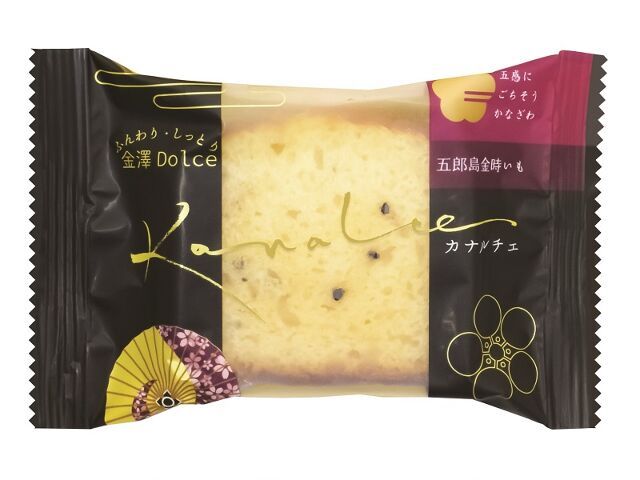 ふんわり・しっとり
金澤 Dolce
Kanalce
カナルチェ
五感に
ごちそう
かなざわ
五郎島金時いも